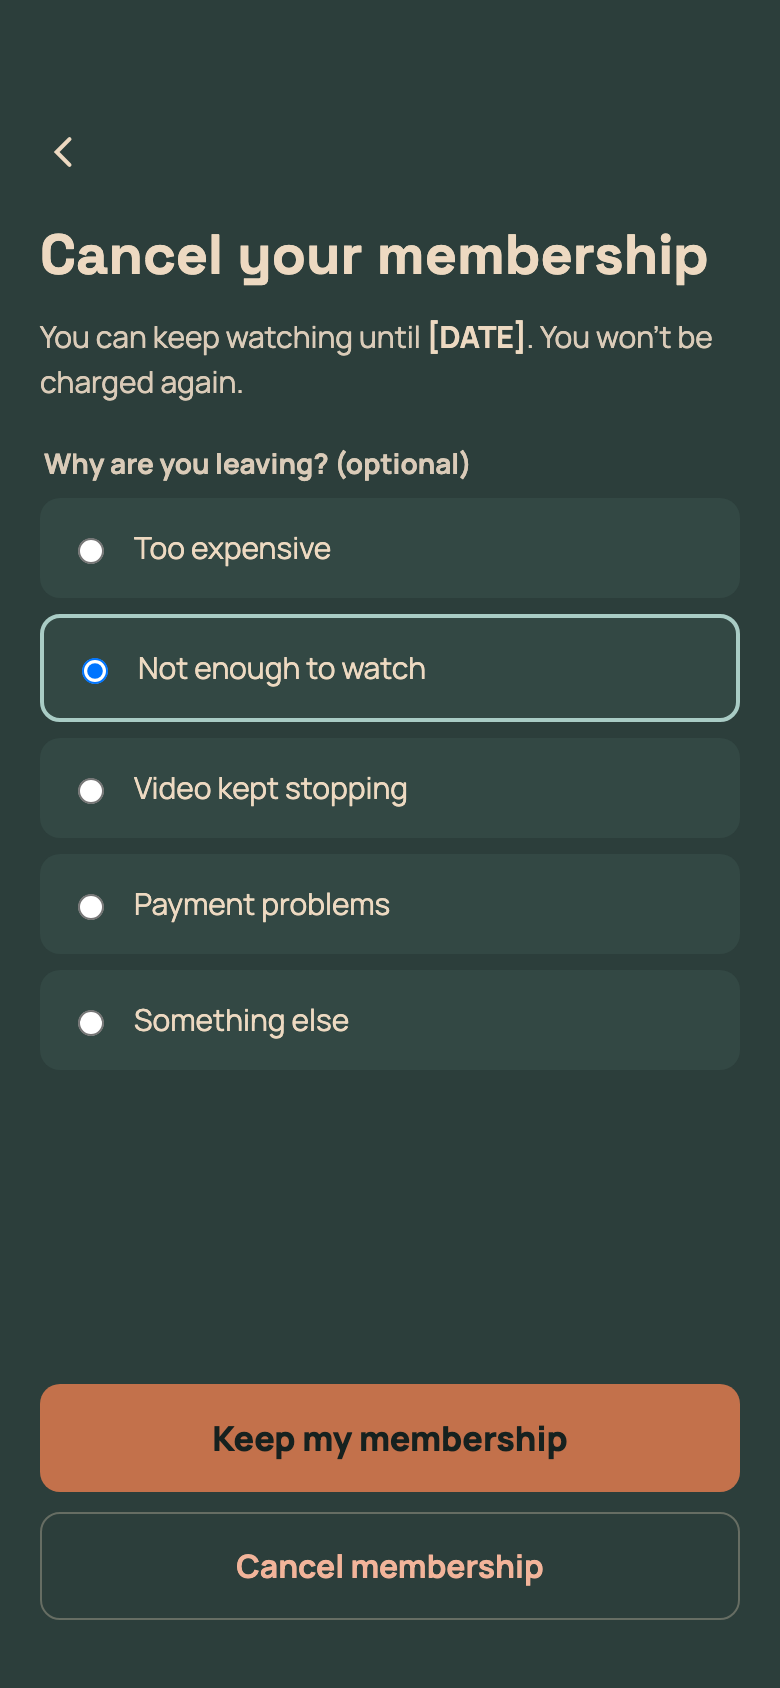 Cancel your membership
You can keep watching until [DATE]. You won’t be
charged again.
Why are you leaving? (optional)
Too expensive
Not enough to watch
Video kept stopping
Payment problems
Something else
Keep my membership
Cancel membership